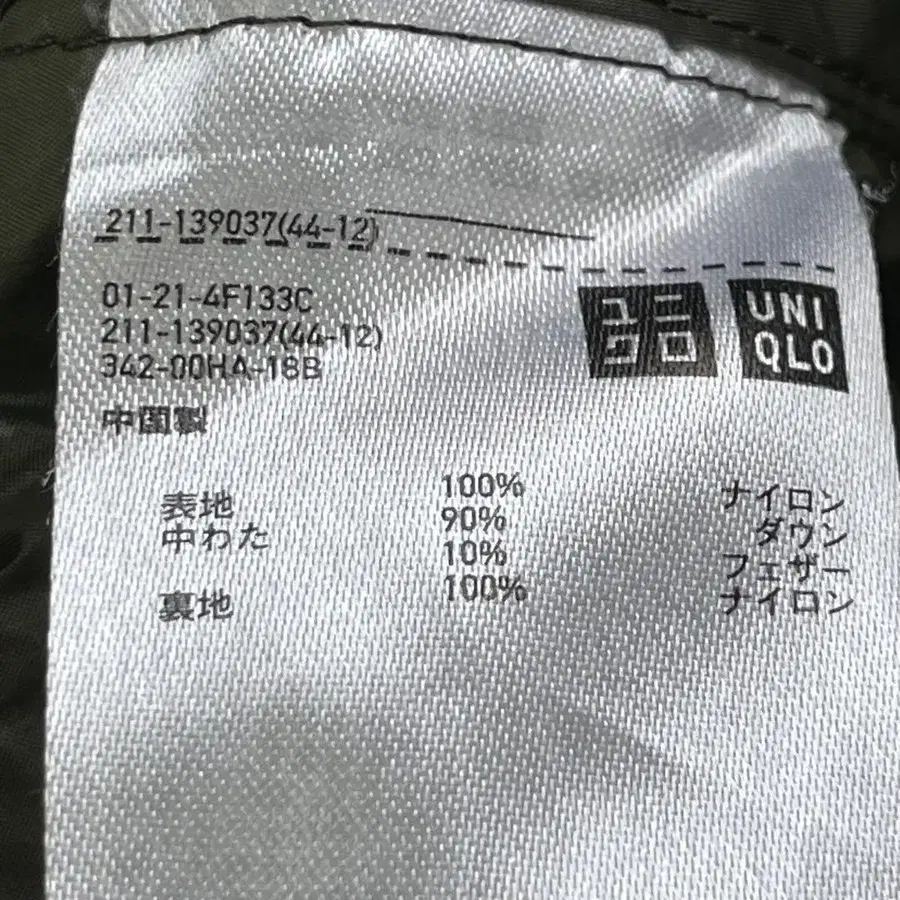 211-139037(44-12)
01-21-4F133C
211-139037(44-12)
342-00HA-18B
中国製
ユニ
クロ
UNI
QLO
表地 100% ナイロン
中わた 90% ダウン
10% フェザー
裏地 100% ナイロン